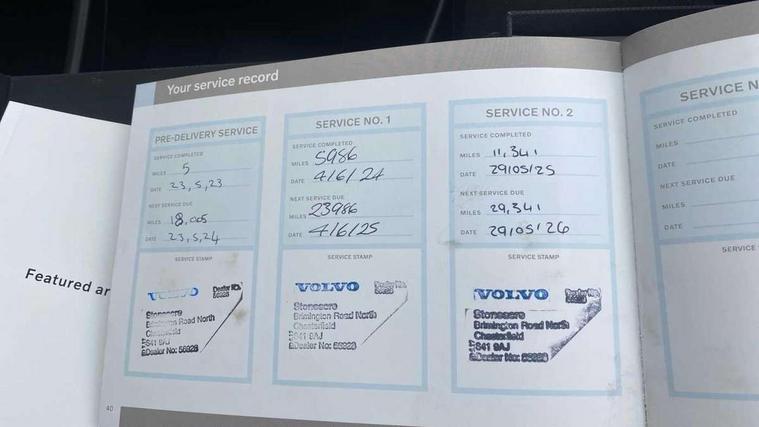 Your service record
PRE-DELIVERY SERVICE
SERVICE COMPLETED
MILES 5
DATE 23,5,23
NEXT SERVICE DUE
MILES 18,005
DATE 23,5,24
SERVICE STAMP
VOLVO
Stoneacre
Brimington Road North
Chesterfield
S41 9AJ
Dealer No:
SERVICE NO. 1
SERVICE COMPLETED
MILES 5986
DATE 4/6/24
NEXT SERVICE DUE
MILES 23986
DATE 4/6/25
SERVICE STAMP
VOLVO
Stoneacre
Brimington Road North
Chesterfield
S41 9AJ
Dealer No:
SERVICE NO. 2
SERVICE COMPLETED
MILES 11,341
DATE 29/05/25
NEXT SERVICE DUE
MILES 29,341
DATE 29/05/26
SERVICE STAMP
VOLVO
Stoneacre
Brimington Road North
Chesterfield
S41 9AJ
Dealer No:
SERVICE N
SERVICE COMPLETED
MILES
DATE
NEXT SERVICE DUE
MILES
DATE
SERVICE
Featured ar
40